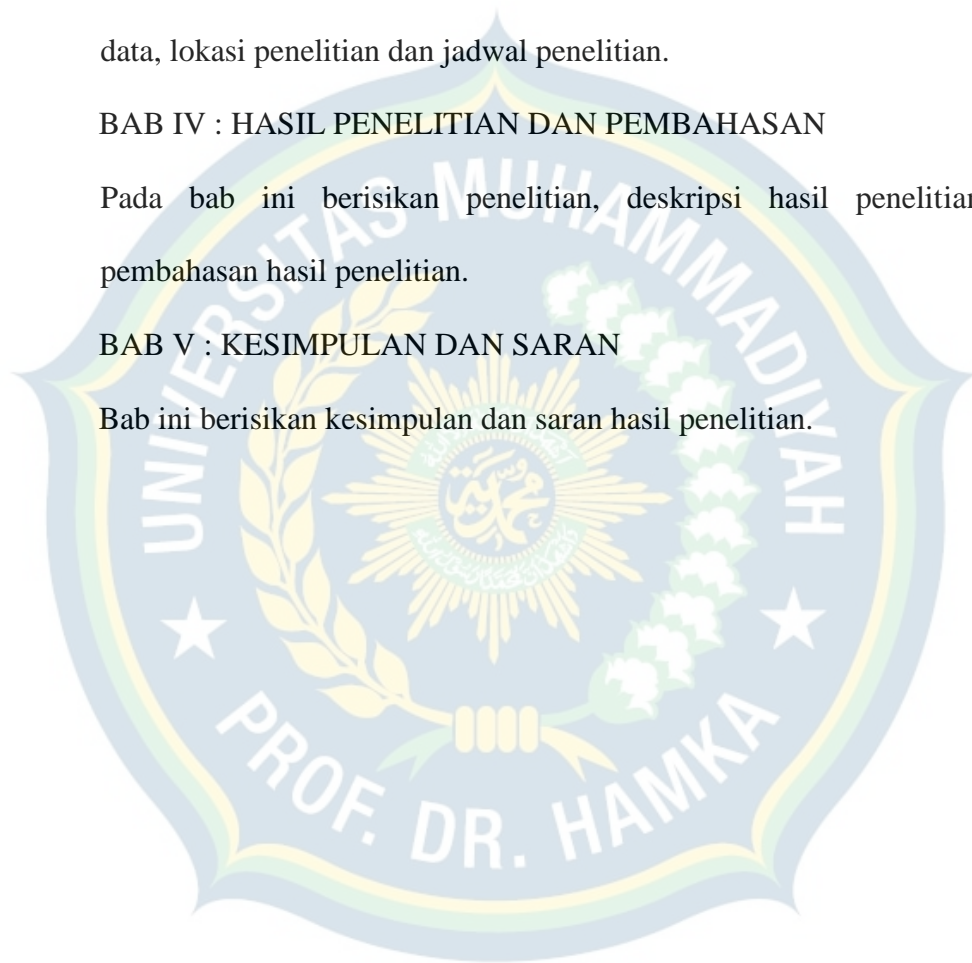 data, lokasi penelitian dan jadwal penelitian.
BAB IV : HASIL PENELITIAN DAN PEMBAHASAN
Pada bab ini berisikan penelitian, deskripsi hasil penelitian
pembahasan hasil penelitian.
BAB V : KESIMPULAN DAN SARAN
Bab ini berisikan kesimpulan dan saran hasil penelitian.
UNIVERSITAS MUHAMMADIYAH
محمدية
PROF. DR. HAMKA